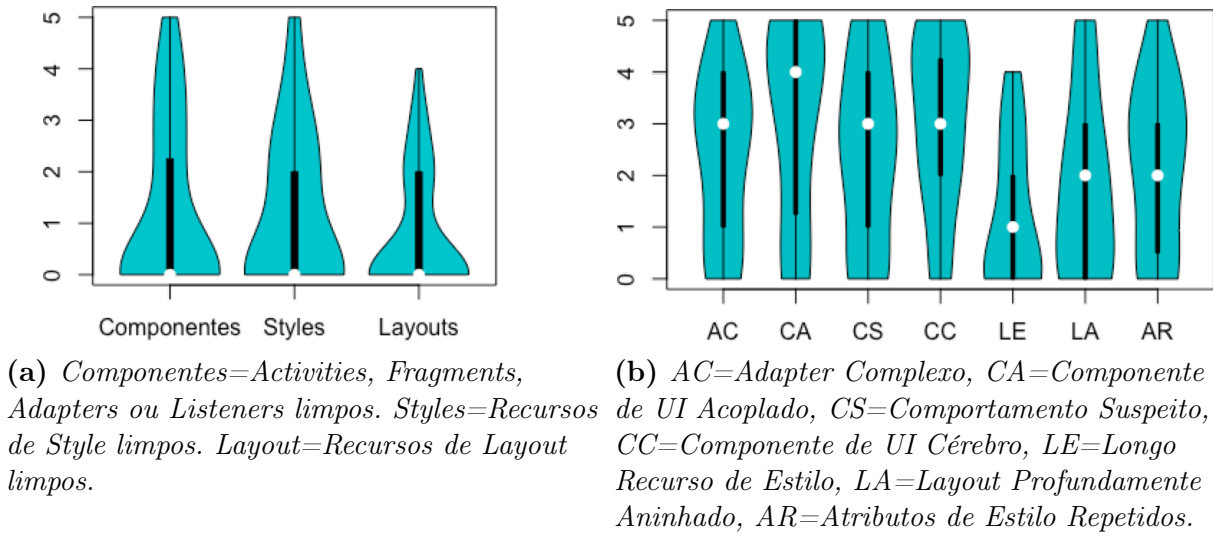 5
4
3
2
1
0
Componentes Styles Layouts
(a) Componentes=Activities, Fragments,
Adapters ou Listeners limpos. Styles=Recursos
de Style limpos. Layout=Recursos de Layout
limpos.
5
4
3
2
1
0
AC CA CS CC LE LA AR
(b) AC=Adapter Complexo, CA=Componente
de UI Acoplado, CS=Comportamento Suspeito,
CC=Componente de UI Cérebro, LE=Longo
Recurso de Estilo, LA=Layout Profundamente
Aninhado, AR=Atributos de Estilo Repetidos.